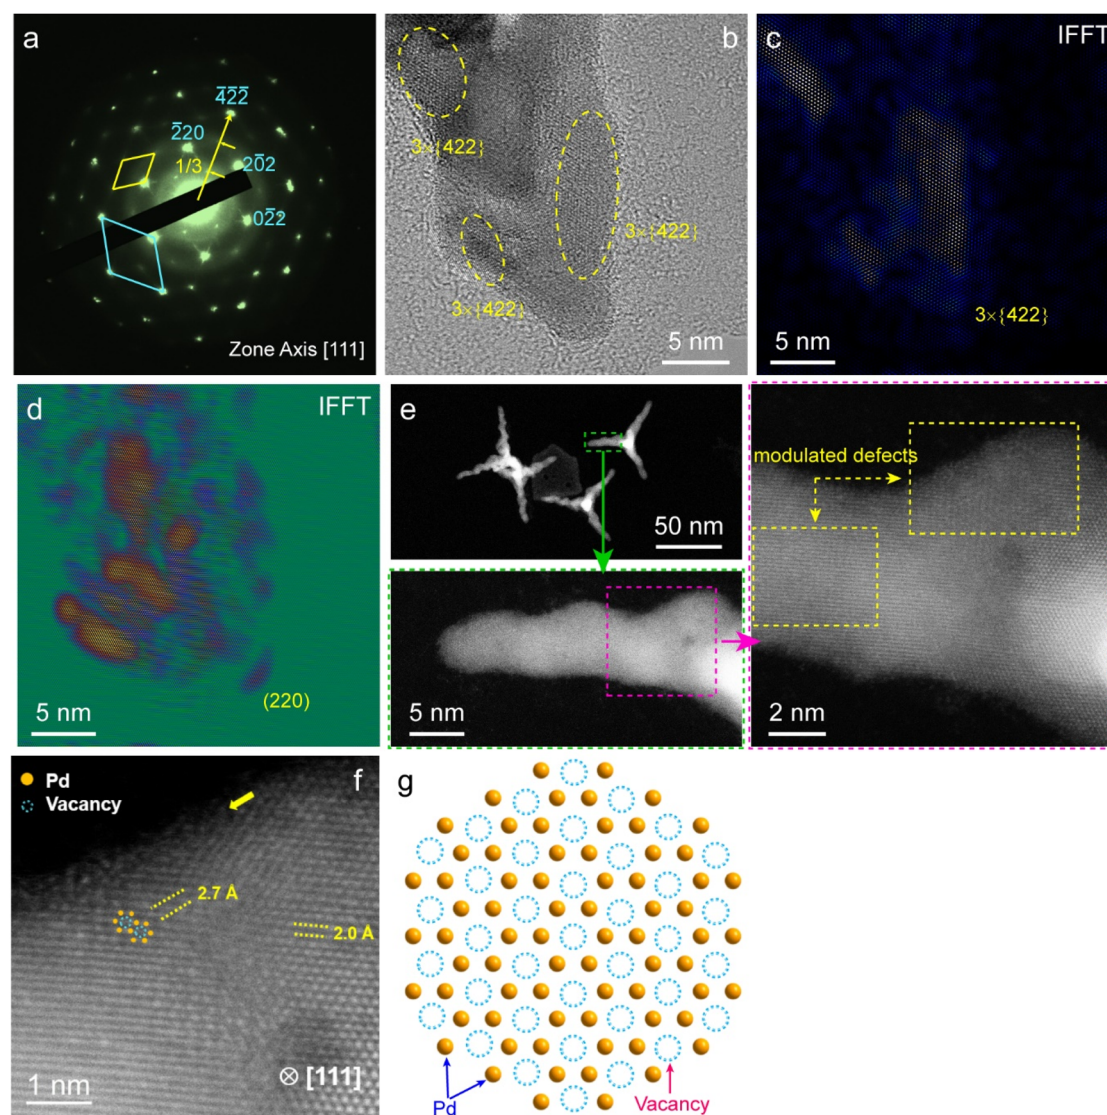 a
4̅2̅2̅
2̅20
1/3
202̅
02̅2
Zone Axis [111]
b
3×{422}
3×{422}
3×{422}
5 nm
c
IFFT
3×{422}
5 nm
d
IFFT
(220)
5 nm
e
50 nm
5 nm
modulated defects
2 nm
f
Pd
Vacancy
2.7 Å
2.0 Å
1 nm
⊗ [111]
g
Pd
Vacancy